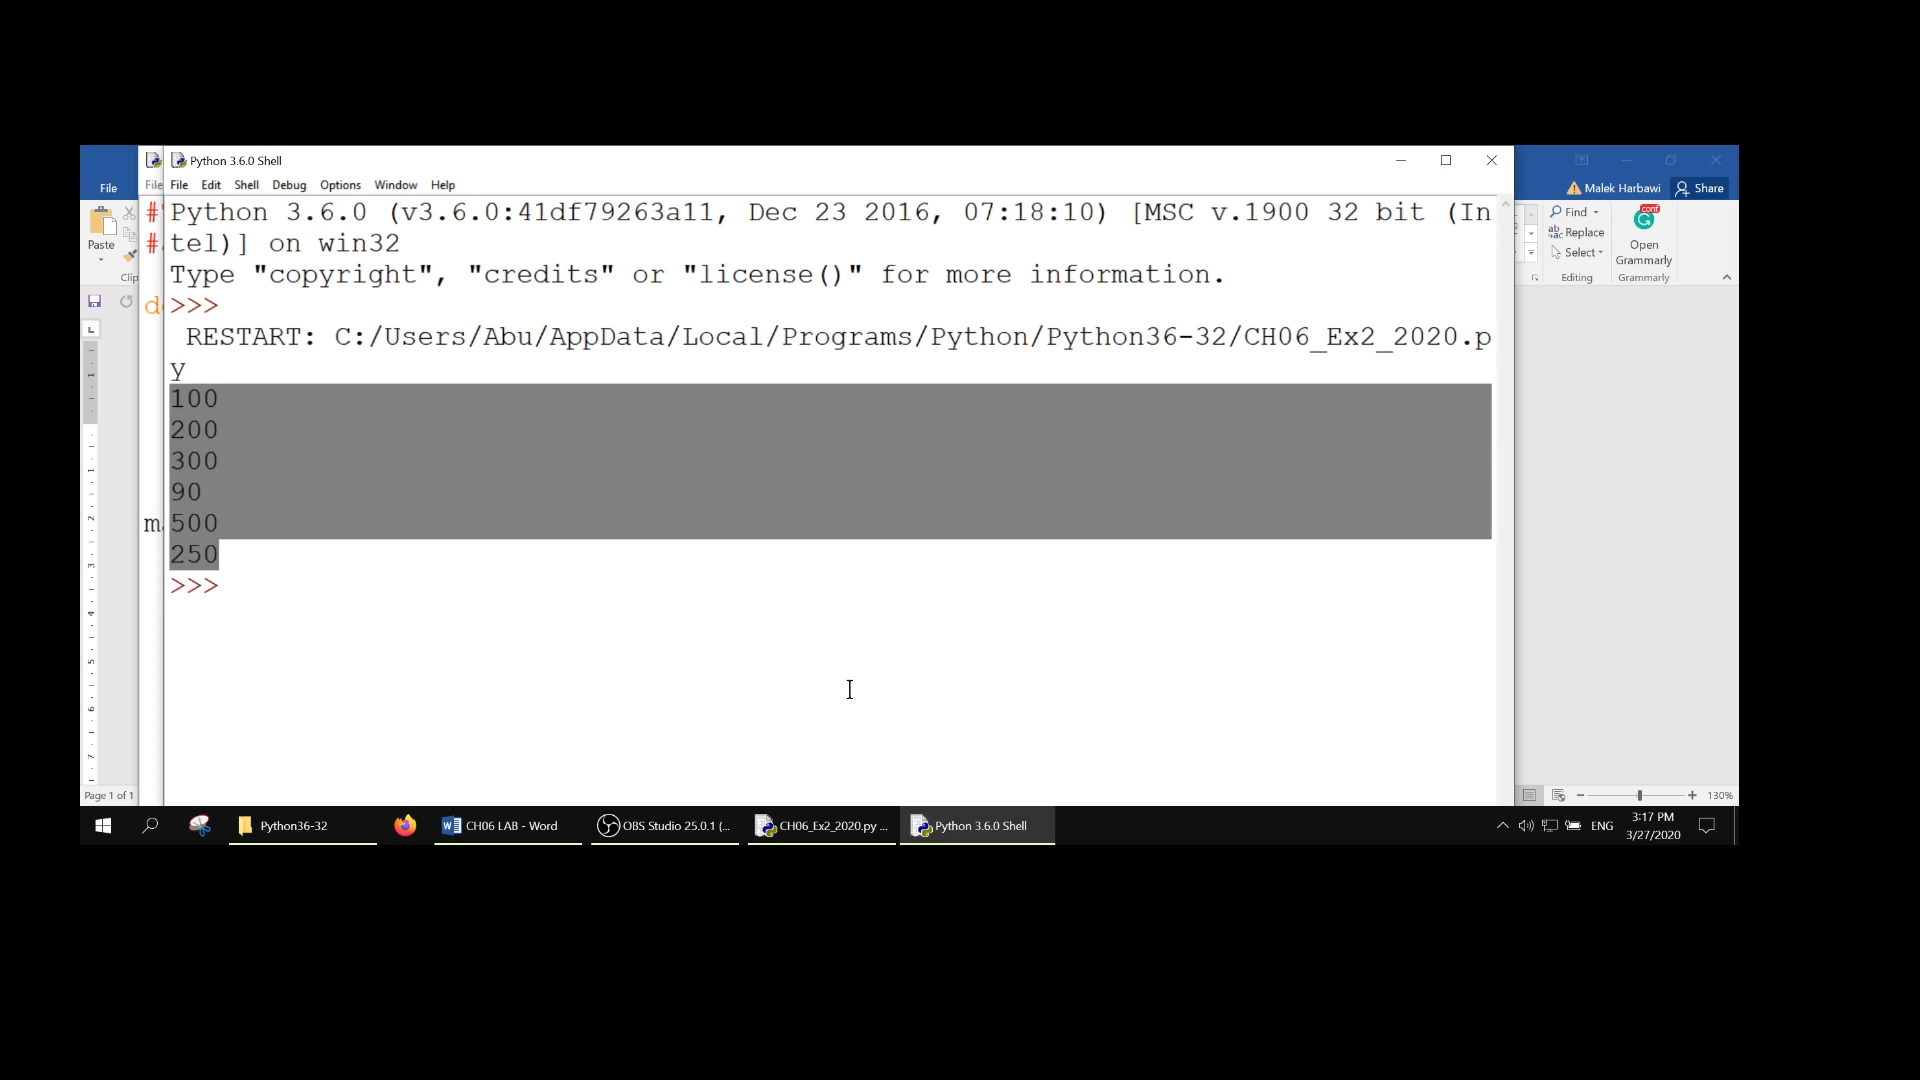 Python 3.6.0 Shell
File
File
File Edit Shell Debug Options Window Help
Malek Harbawi Share
Python 3.6.0 (v3.6.0:41df79263a11, Dec 23 2016, 07:18:10) [MSC v.1900 32 bit (In
tel)] on win32
Type "copyright", "credits" or "license()" for more information.
>>>
RESTART: C:/Users/Abu/AppData/Local/Programs/Python/Python36-32/CH06_Ex2_2020.p
y
100
200
300
90
500
250
>>>
Paste
Clip
Find
Replace
Select
Editing
conf
Open
Grammarly
Grammarly
Page 1 of 1
130%
Python36-32
CH06 LAB - Word
OBS Studio 25.0.1 (...
CH06_Ex2_2020.py ...
Python 3.6.0 Shell
ENG
3:17 PM
3/27/2020